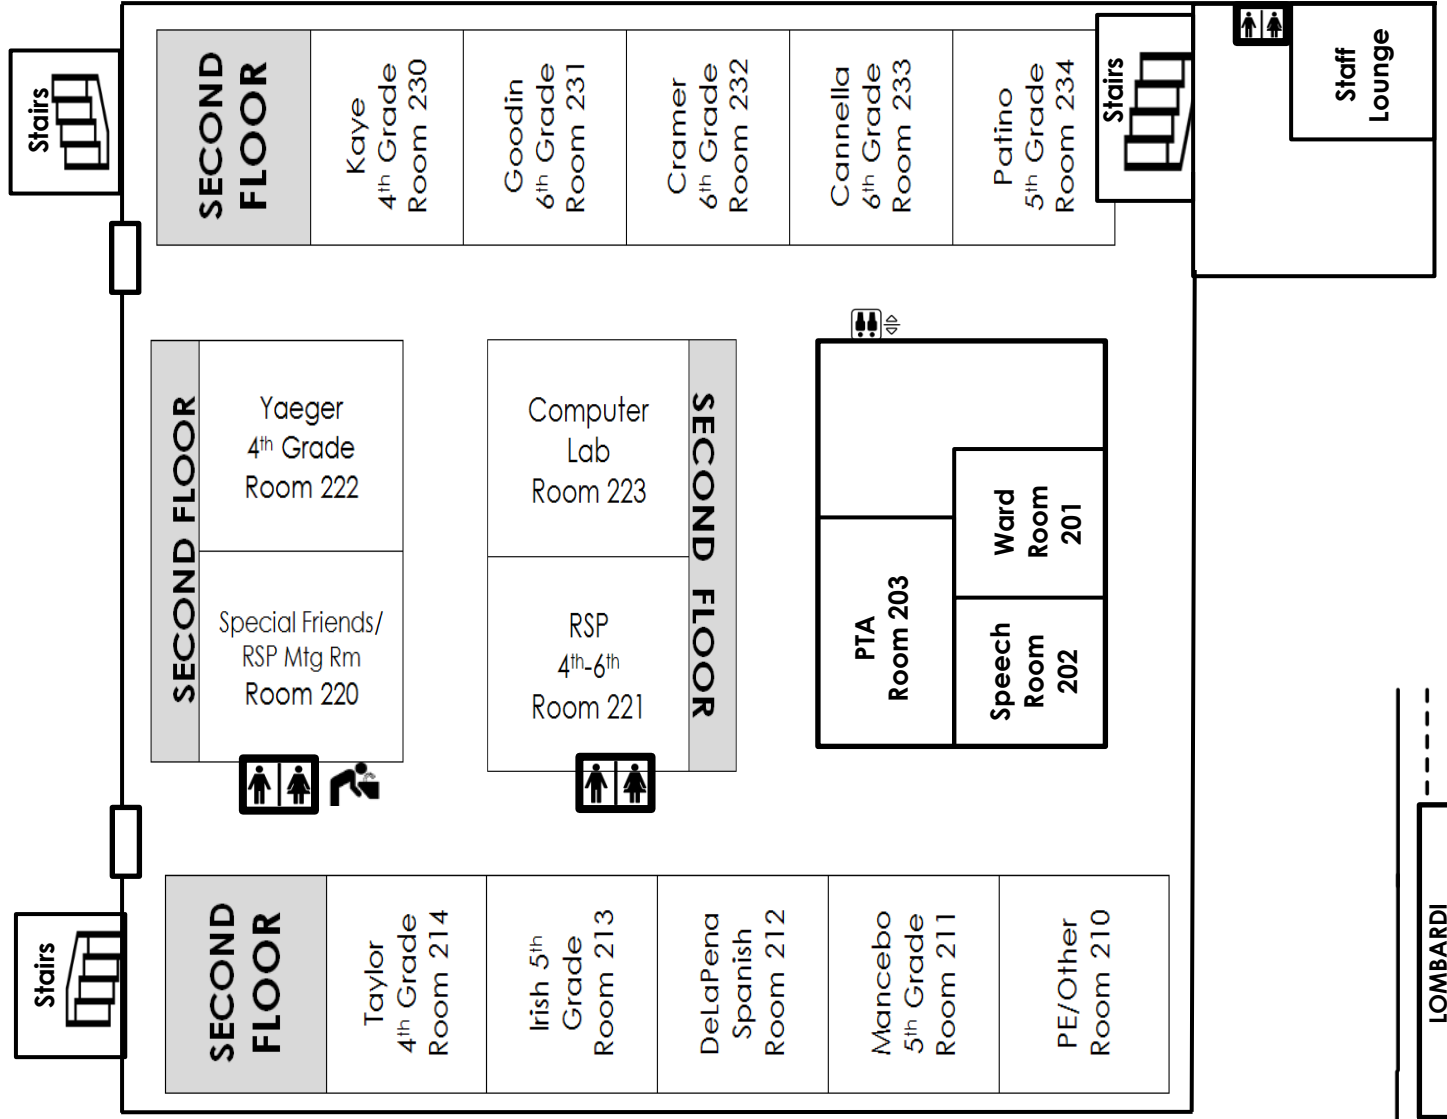 Stairs
SECOND
FLOOR
Kaye
4th Grade
Room 230
Goodin
6th Grade
Room 231
Cramer
6th Grade
Room 232
Cannella
6th Grade
Room 233
Patino
5th Grade
Room 234
Stairs
Staff
Lounge
SECOND FLOOR
Yaeger
4th Grade
Room 222
Special Friends/
RSP Mtg Rm
Room 220
Computer
Lab
Room 223
RSP
4th-6th
Room 221
SECOND FLOOR
PTA
Room 203
Ward
Room
201
Speech
Room
202
Stairs
SECOND
FLOOR
Taylor
4th Grade
Room 214
Irish 5th
Grade
Room 213
DeLaPena
Spanish
Room 212
Mancebo
5th Grade
Room 211
PE/Other
Room 210
LOMBARDI